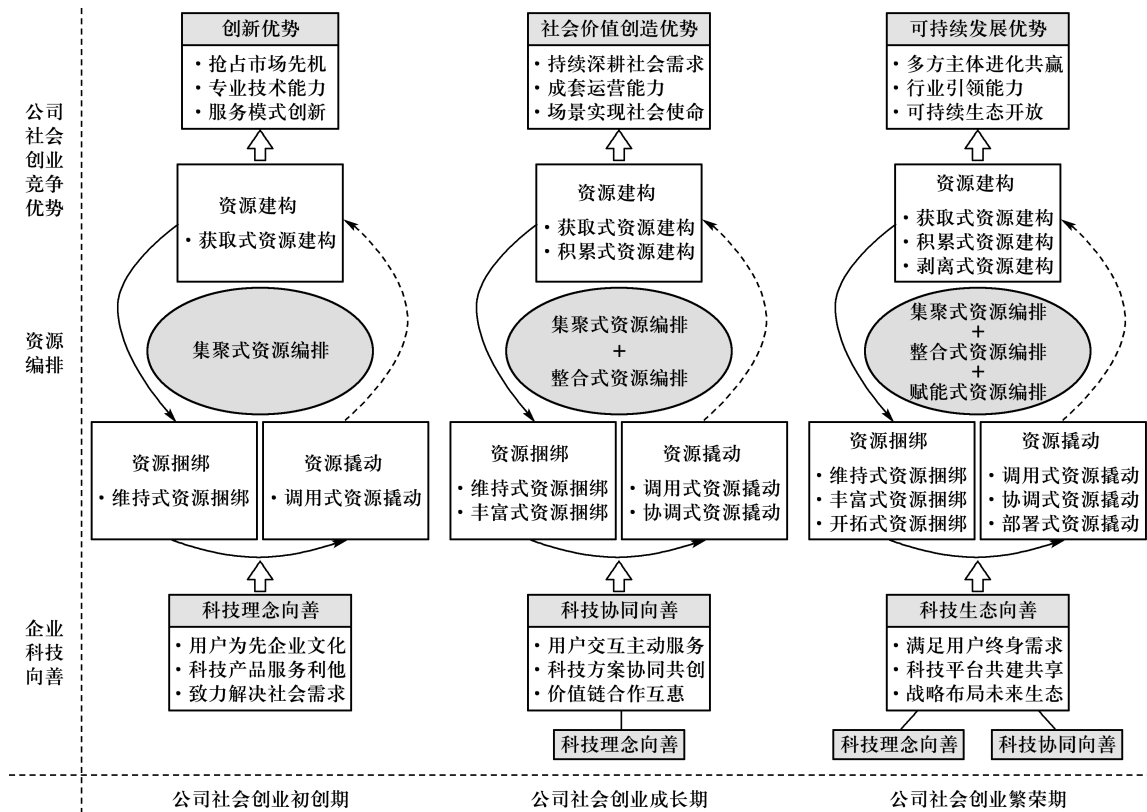 公司
社会
创业
竞争
优势
创新优势
・抢占市场先机
・专业技术能力
・服务模式创新
社会价值创造优势
・持续深耕社会需求
・成套运营能力
・场景实现社会使命
可持续发展优势
・多方主体进化共赢
・行业引领能力
・可持续生态开放
资源
编排
资源建构
・获取式资源建构
集聚式资源编排
资源捆绑
・维持式资源捆绑
资源撬动
・调用式资源撬动
资源建构
・获取式资源建构
・积累式资源建构
集聚式资源编排
+
整合式资源编排
资源捆绑
・维持式资源捆绑
・丰富式资源捆绑
资源撬动
・调用式资源撬动
・协调式资源撬动
资源建构
・获取式资源建构
・积累式资源建构
・剥离式资源建构
集聚式资源编排
+
整合式资源编排
+
赋能式资源编排
资源捆绑
・维持式资源捆绑
・丰富式资源捆绑
・开拓式资源捆绑
资源撬动
・调用式资源撬动
・协调式资源撬动
・部署式资源撬动
企业
科技
向善
科技理念向善
・用户为先企业文化
・科技产品服务利他
・致力解决社会需求
科技协同向善
・用户交互主动服务
・科技方案协同共创
・价值链合作互惠
科技理念向善
科技生态向善
・满足用户终身需求
・科技平台共建共享
・战略布局未来生态
科技理念向善
科技协同向善
公司社会创业初创期
公司社会创业成长期
公司社会创业繁荣期